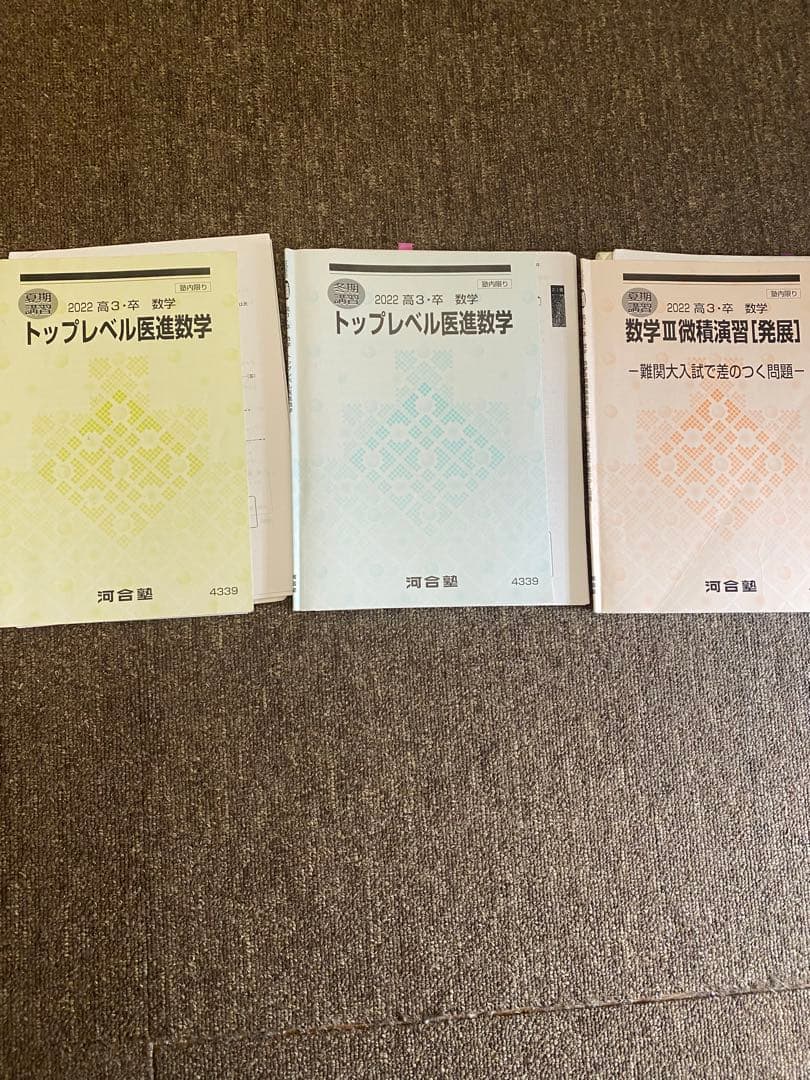 塾内限り
夏期
講習
2022 高3・卒 数学
トップレベル医進数学
河合塾
4339
塾内限り
冬期
講習
2022 高3・卒 数学
トップレベル医進数学
河合塾
4339
塾内限り
夏期
講習
2022 高3・卒 数学
数学Ⅲ微積演習[発展]
－難関大入試で差のつく問題－
河合塾